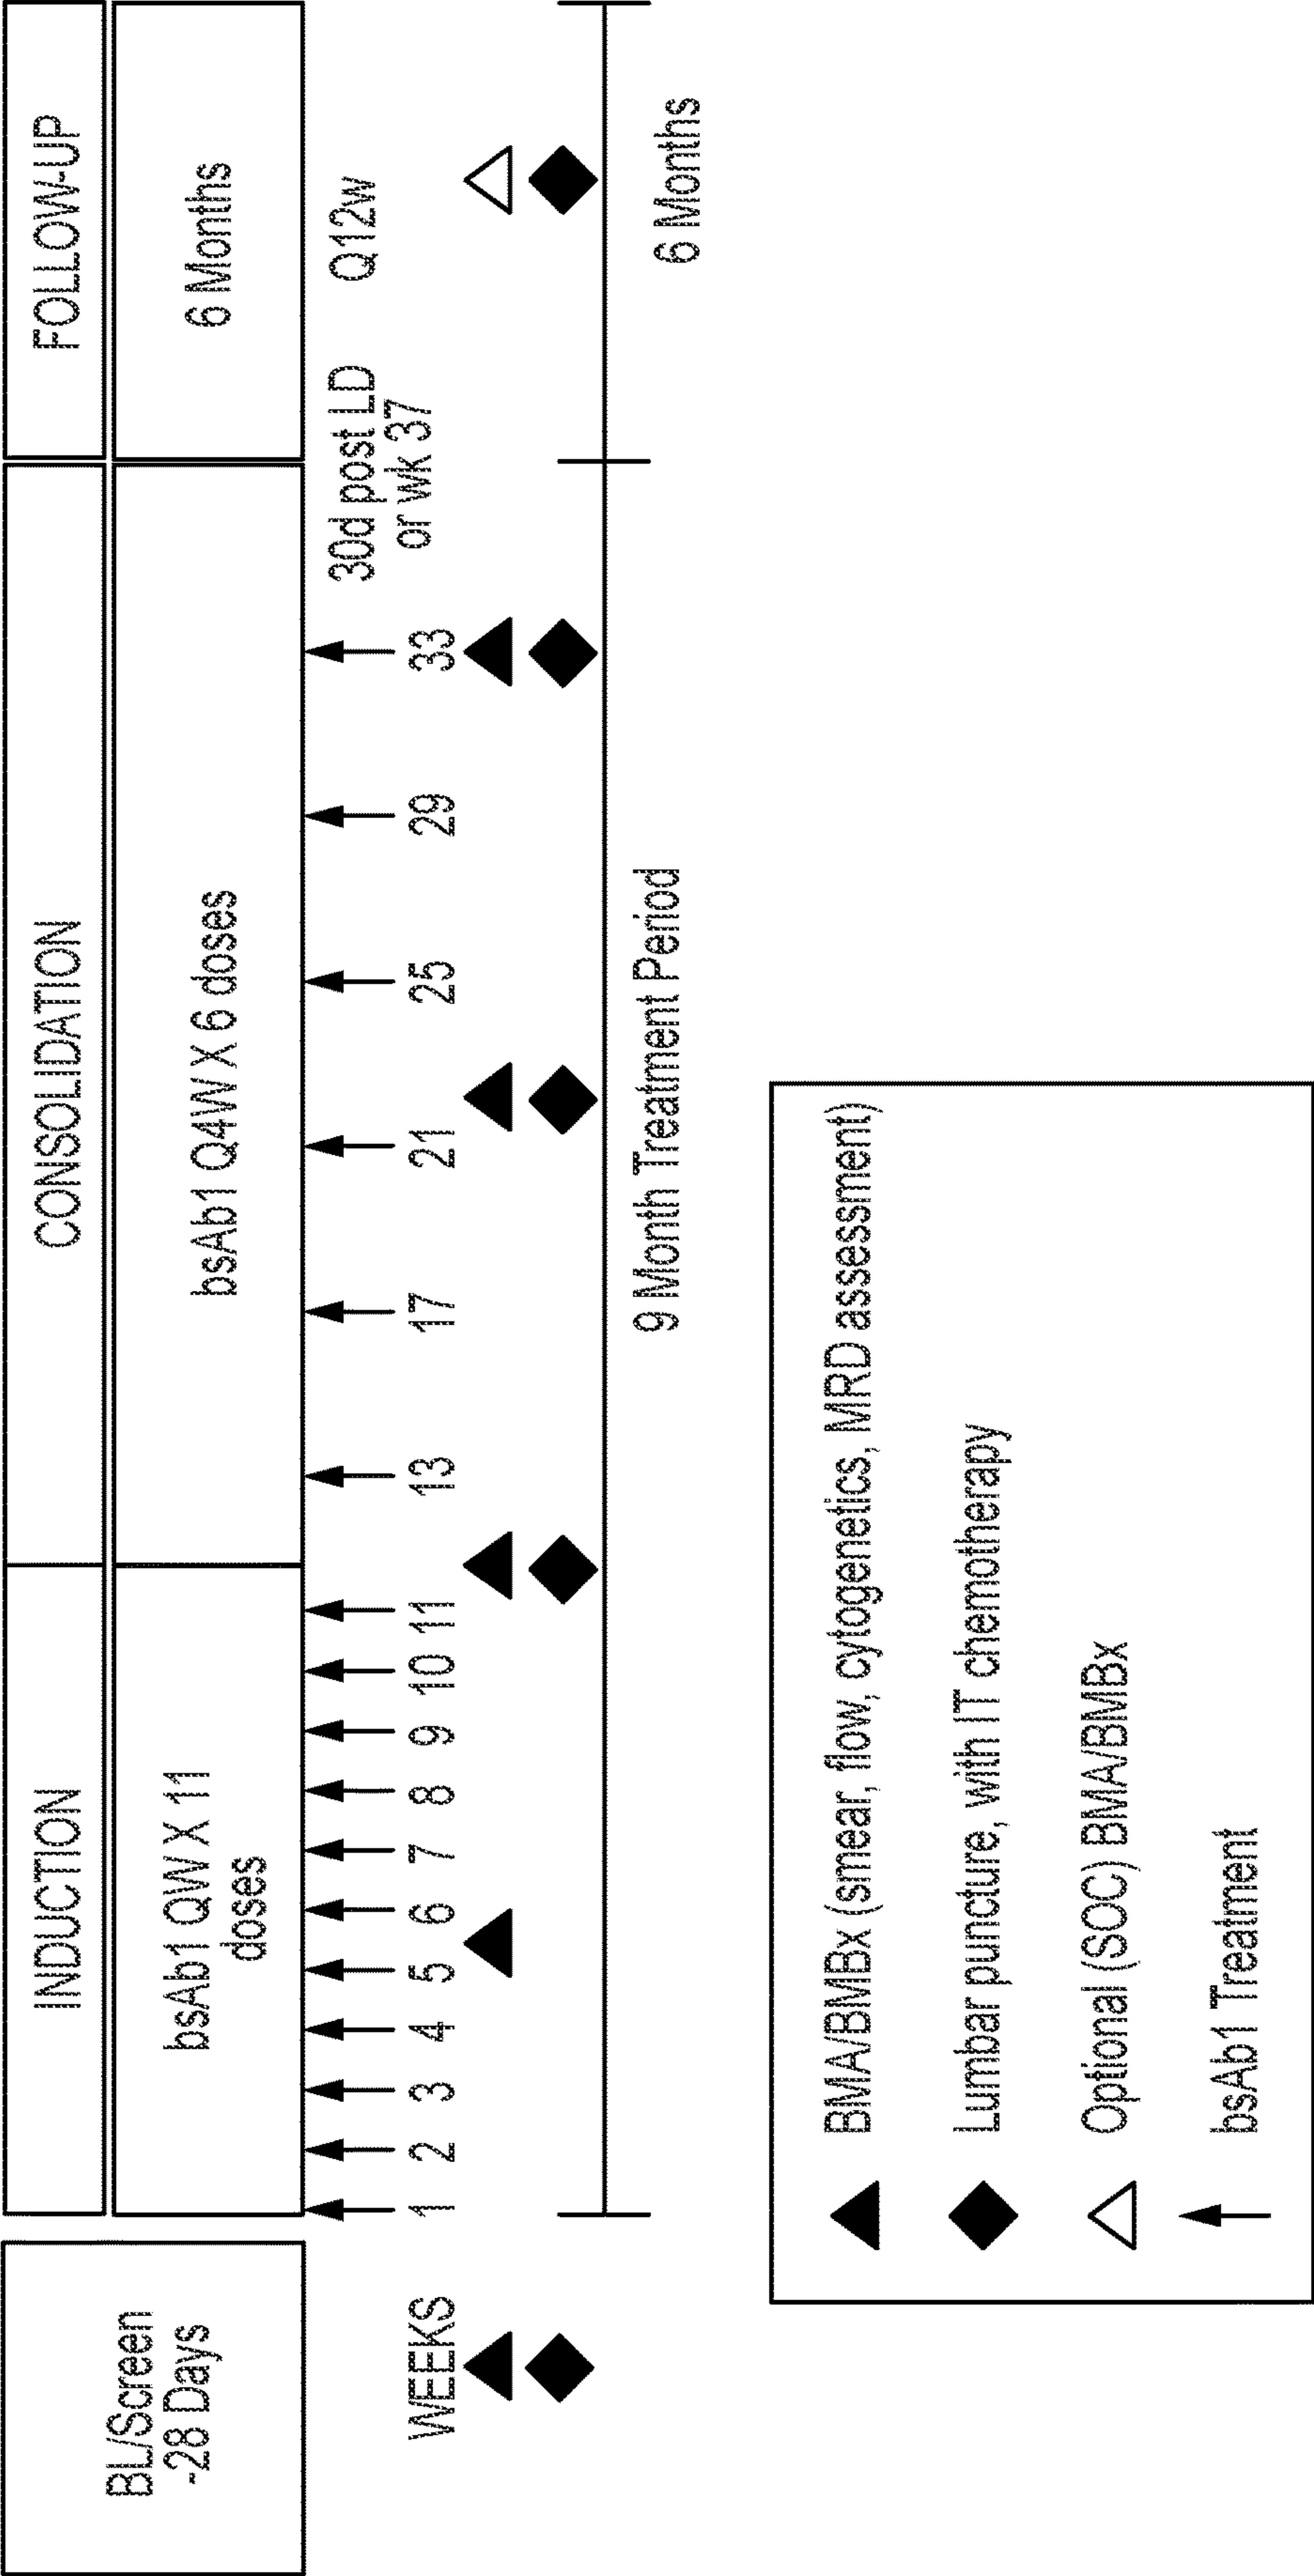 BL/Screen
-28 Days
INDUCTION
CONSOLIDATION
FOLLOW-UP
bsAb1 QW X 11
doses
bsAb1 Q4W X 6 doses
6 Months
WEEKS
1 2 3 4 5 6 7 8 9 10 11 13 17 21 25 29 33
30d post LD
or wk 37
Q12w
9 Month Treatment Period
6 Months
BMA/BMBx (smear, flow, cytogenetics, MRD assessment)
Lumbar puncture, with IT chemotherapy
Optional (SOC) BMA/BMBx
bsAb1 Treatment